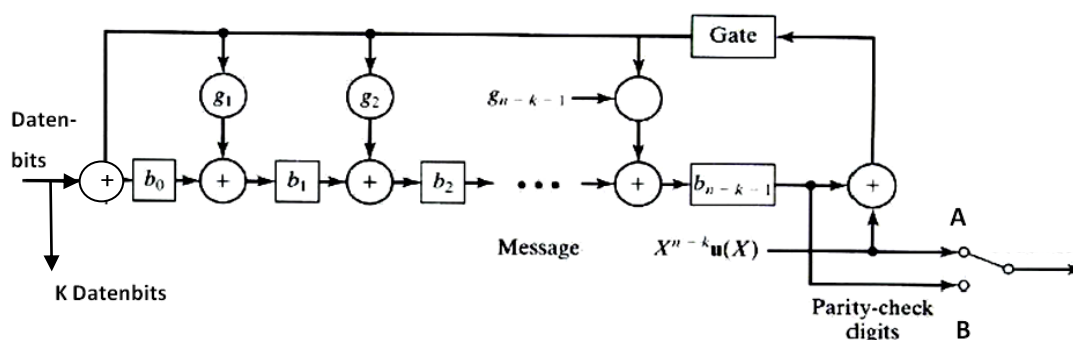 Gate
g₁
g₂
gₙ₋ₖ₋₁
Daten-
bits
+
b₀
+
b₁
+
b₂
•••
+
bₙ₋ₖ₋₁
+
K Datenbits
Message
Xⁿ⁻ᵏu(X)
A
Parity-check
digits
B